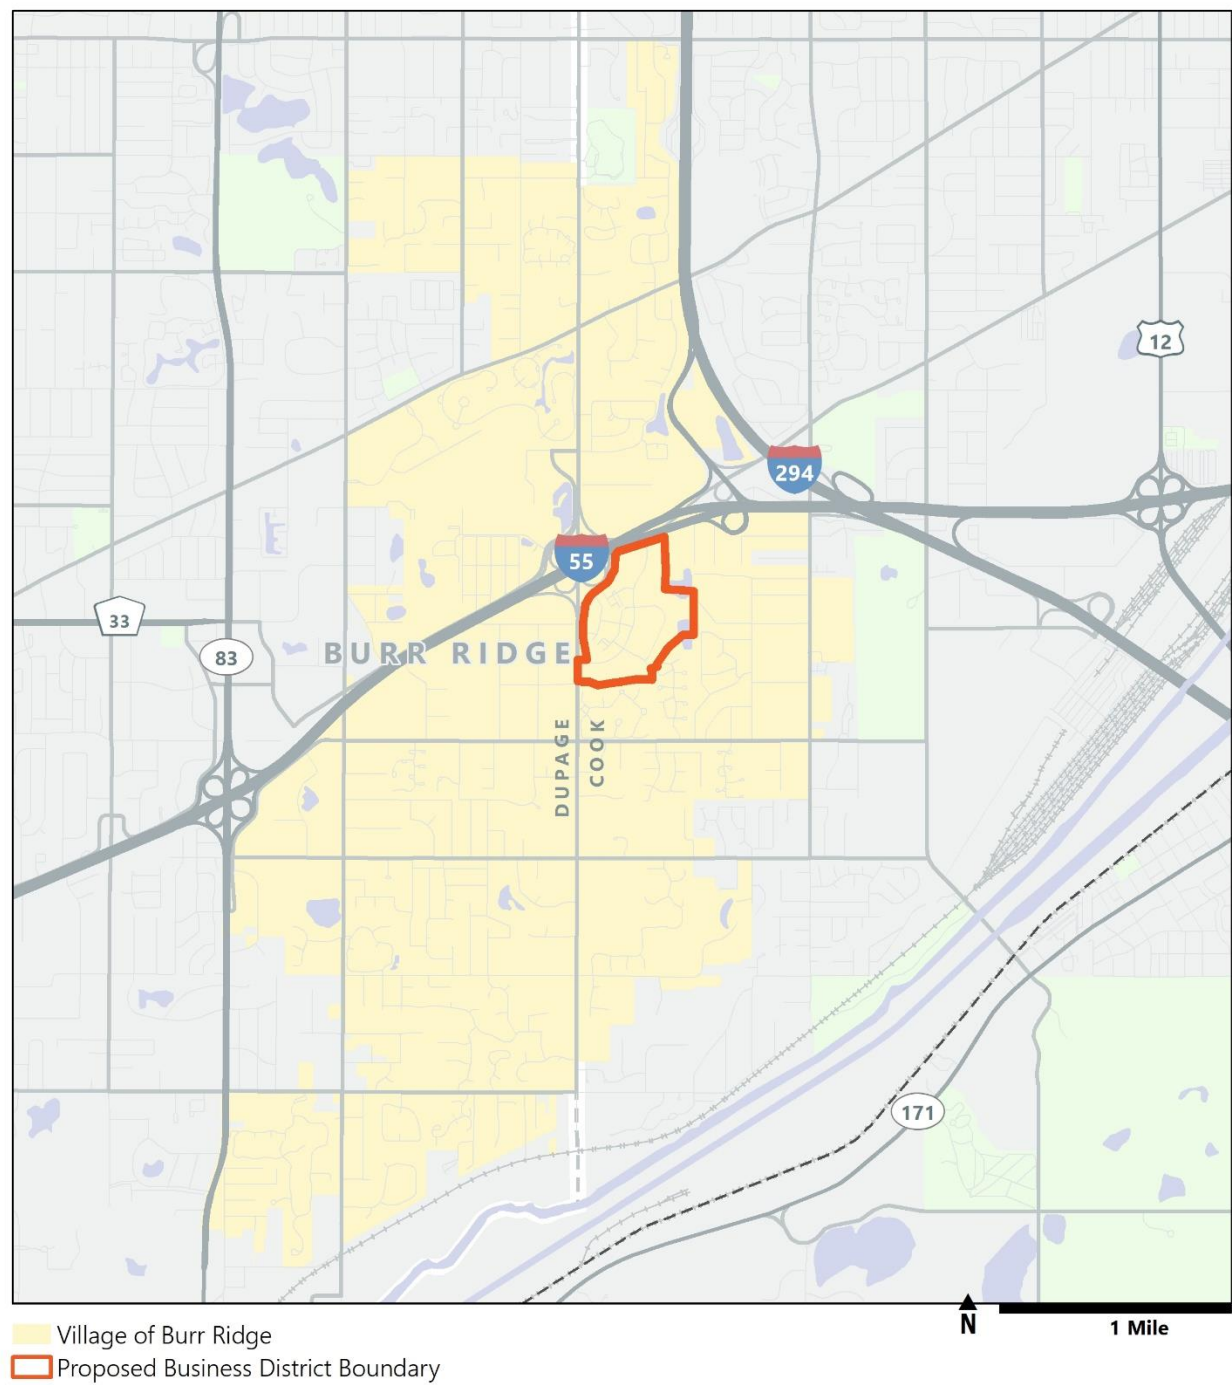 12
294
55
33
83
BURR RIDGE
DUPAGE
COOK
171
N
1 Mile
Village of Burr Ridge
Proposed Business District Boundary